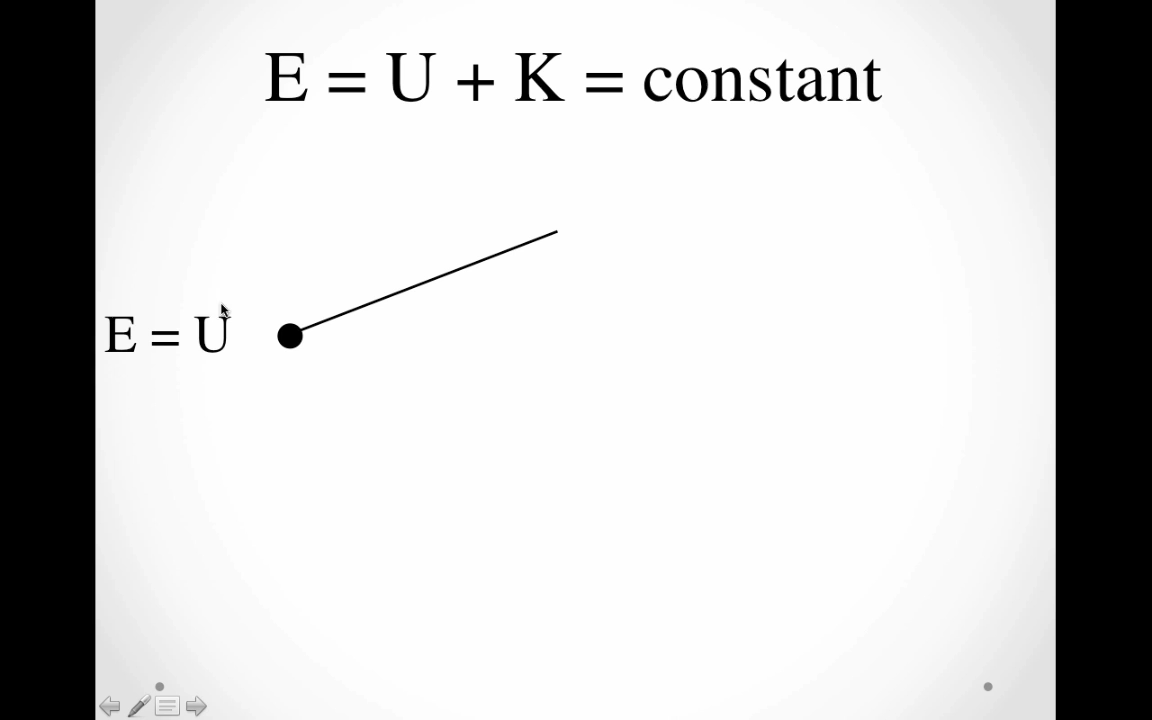 E = U + K = constant
E = U